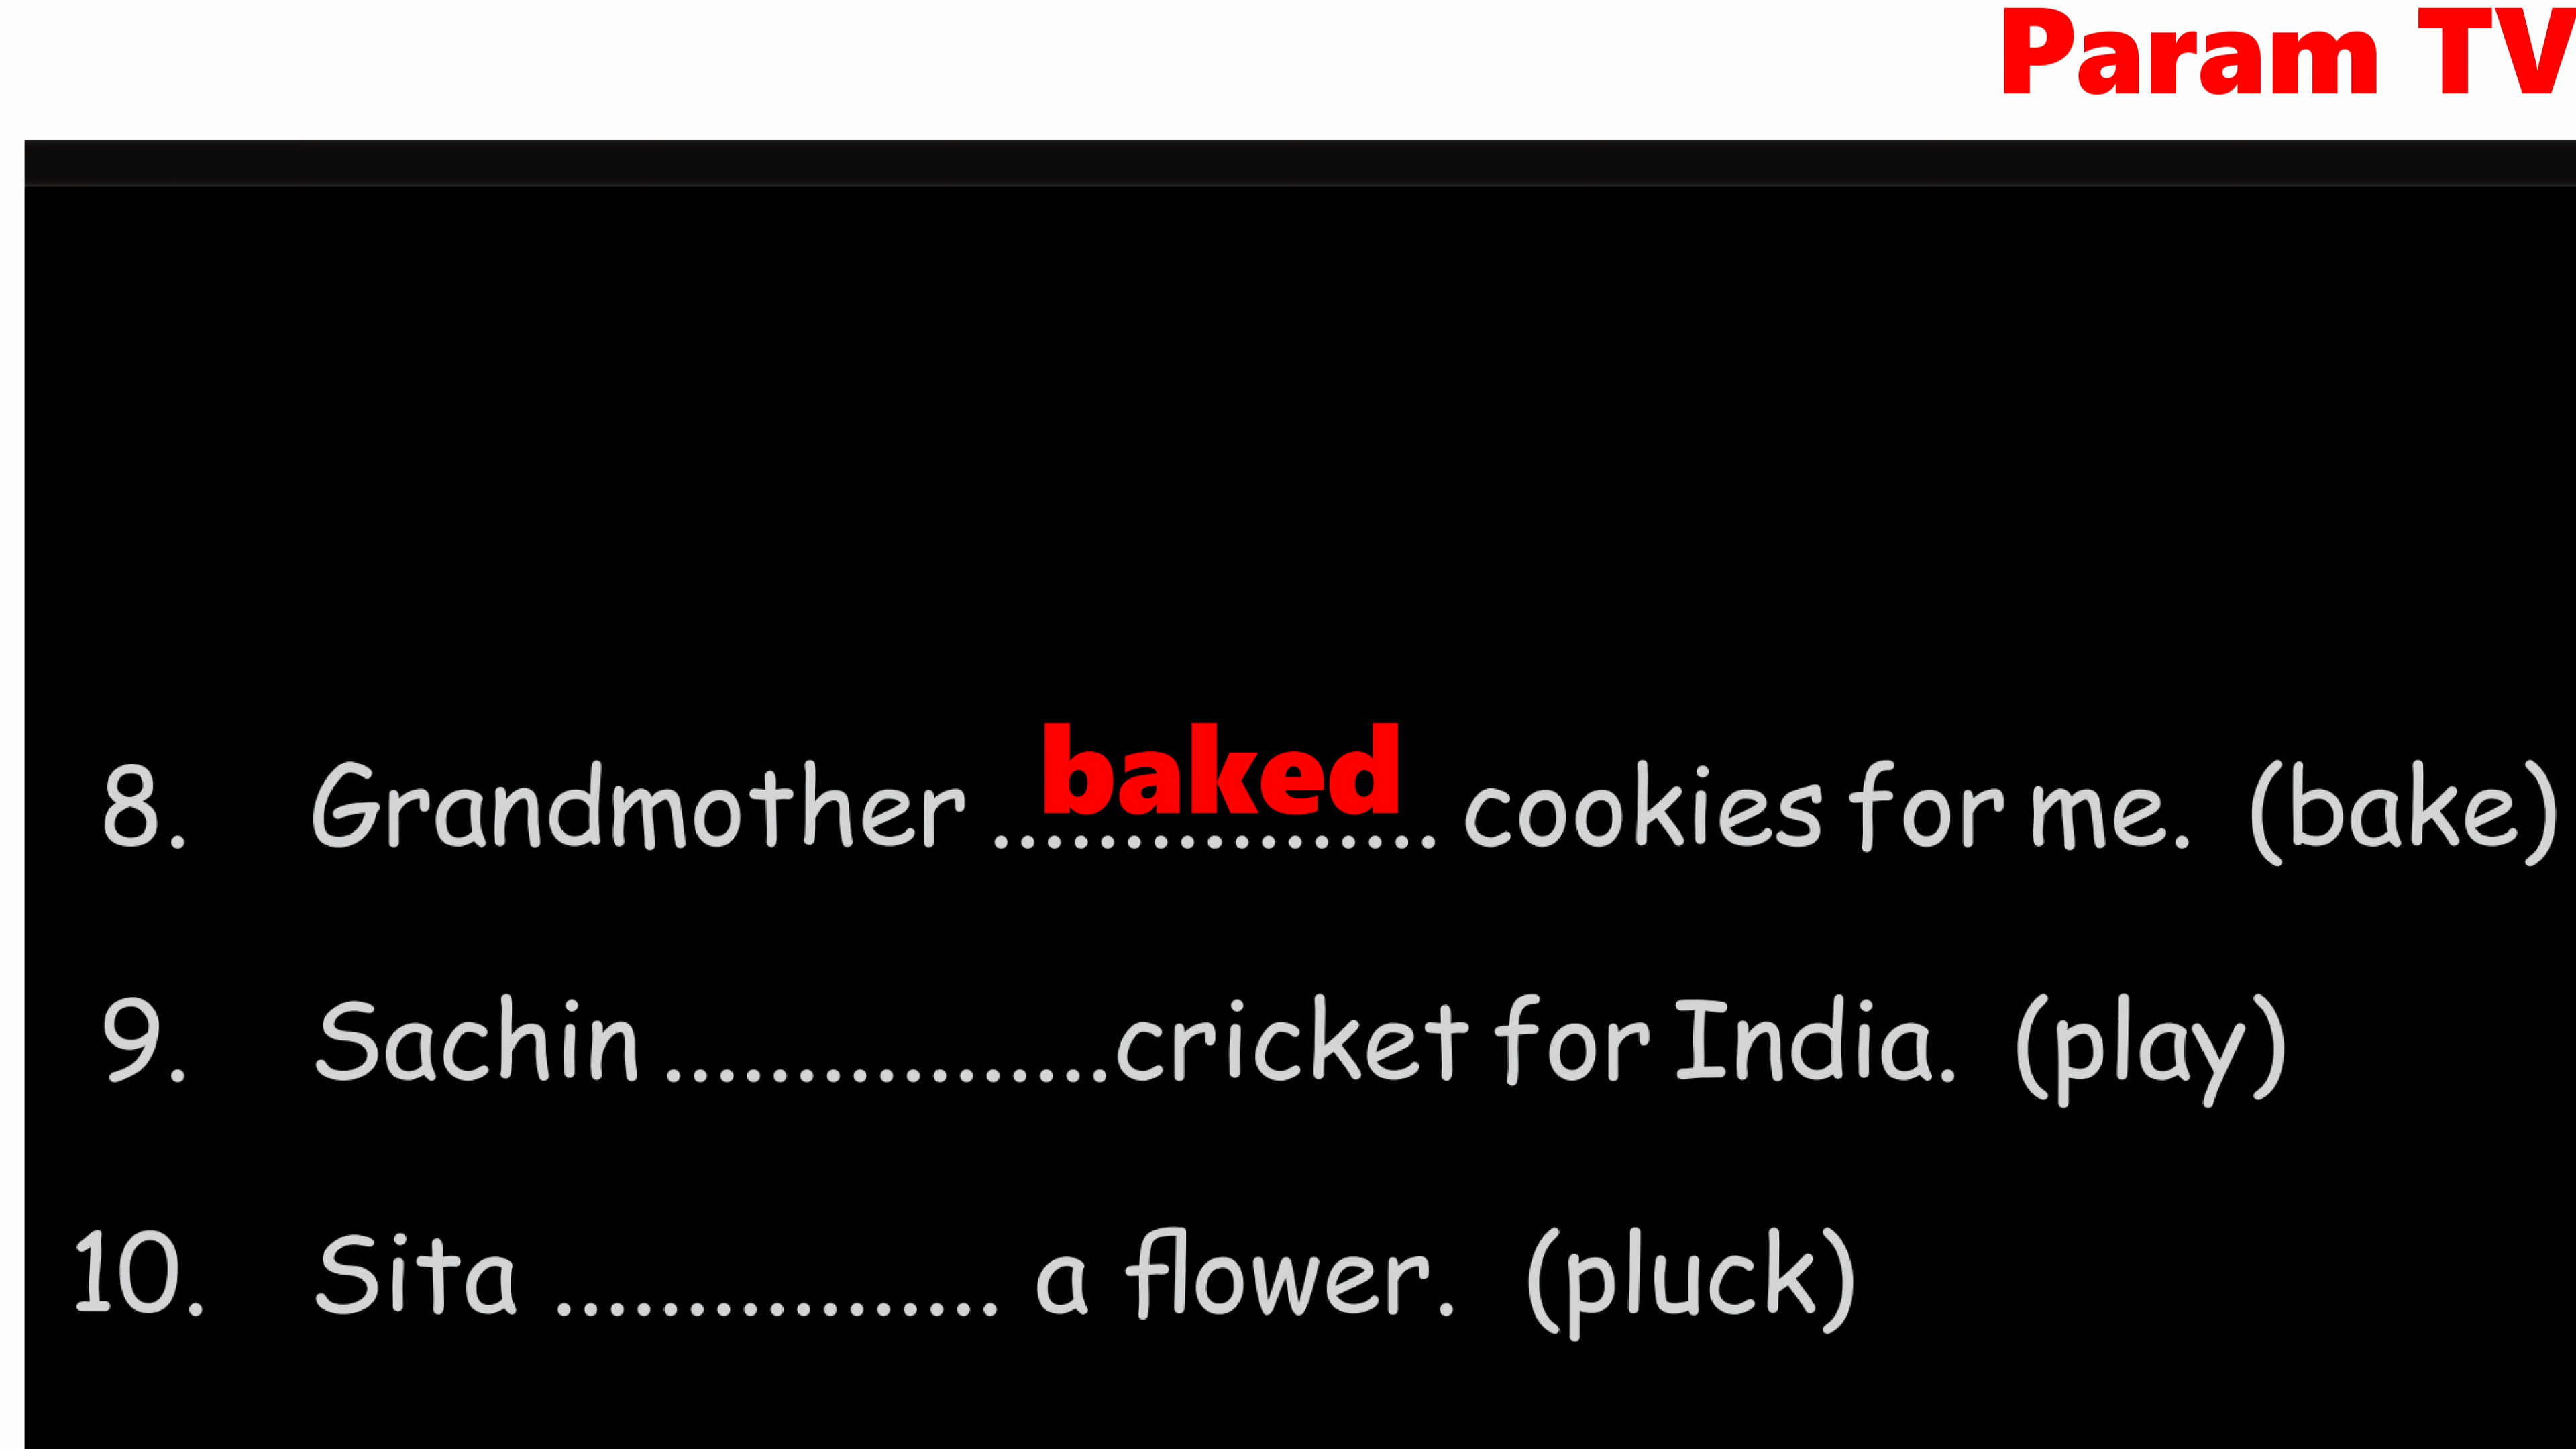 Param TV
8. Grandmother ................. cookies for me. (bake)
baked
9. Sachin .................cricket for India. (play)
10. Sita ................. a flower. (pluck)